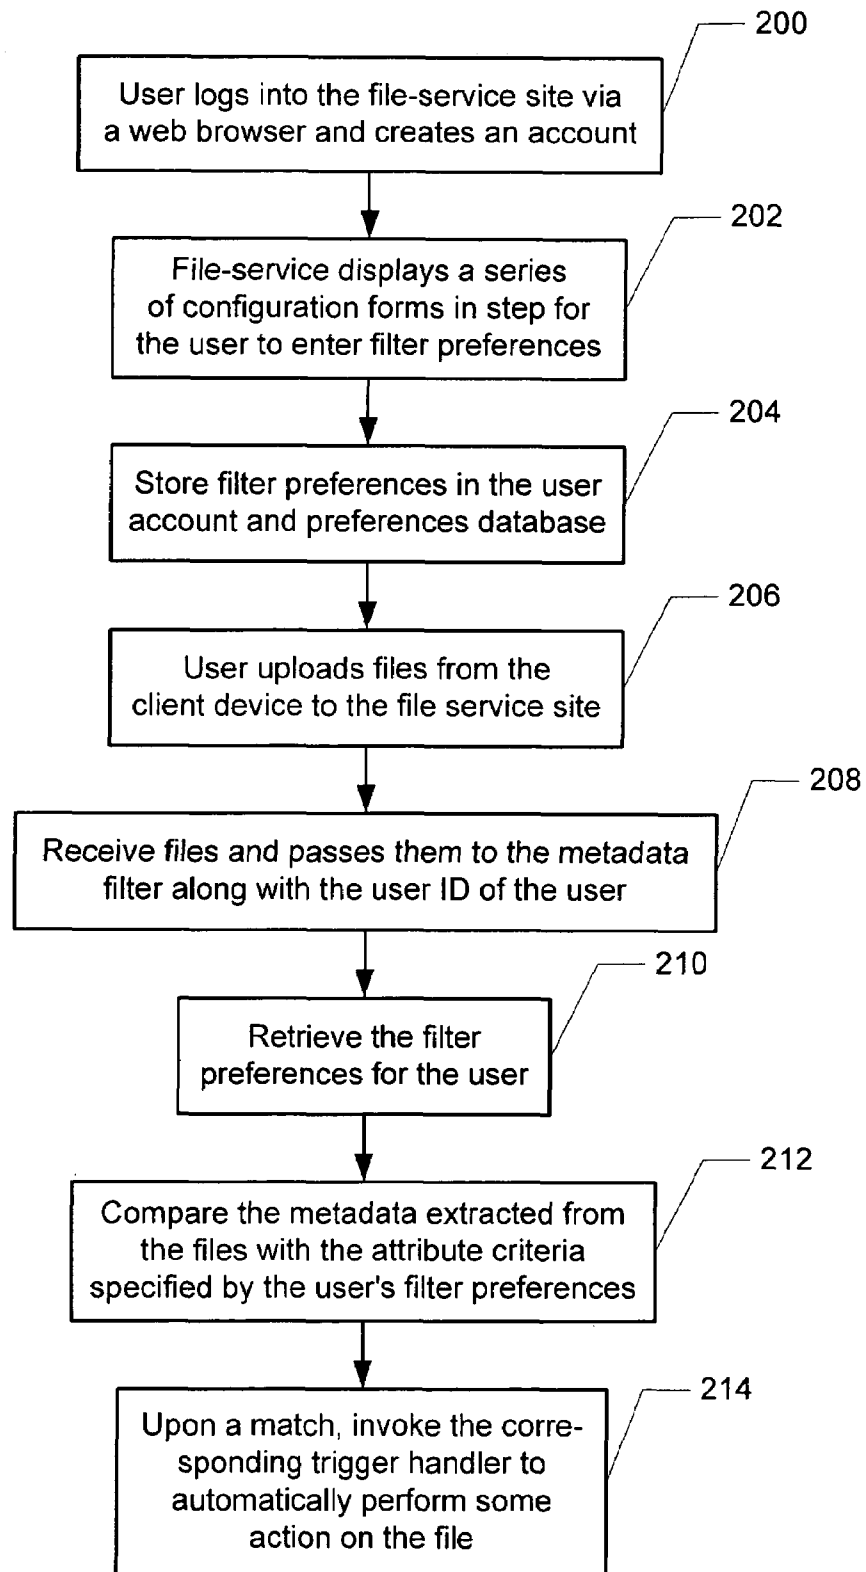 200
User logs into the file-service site via
a web browser and creates an account
202
File-service displays a series
of configuration forms in step for
the user to enter filter preferences
204
Store filter preferences in the user
account and preferences database
206
User uploads files from the
client device to the file service site
208
Receive files and passes them to the metadata
filter along with the user ID of the user
210
Retrieve the filter
preferences for the user
212
Compare the metadata extracted from
the files with the attribute criteria
specified by the user's filter preferences
214
Upon a match, invoke the corre-
sponding trigger handler to
automatically perform some
action on the file